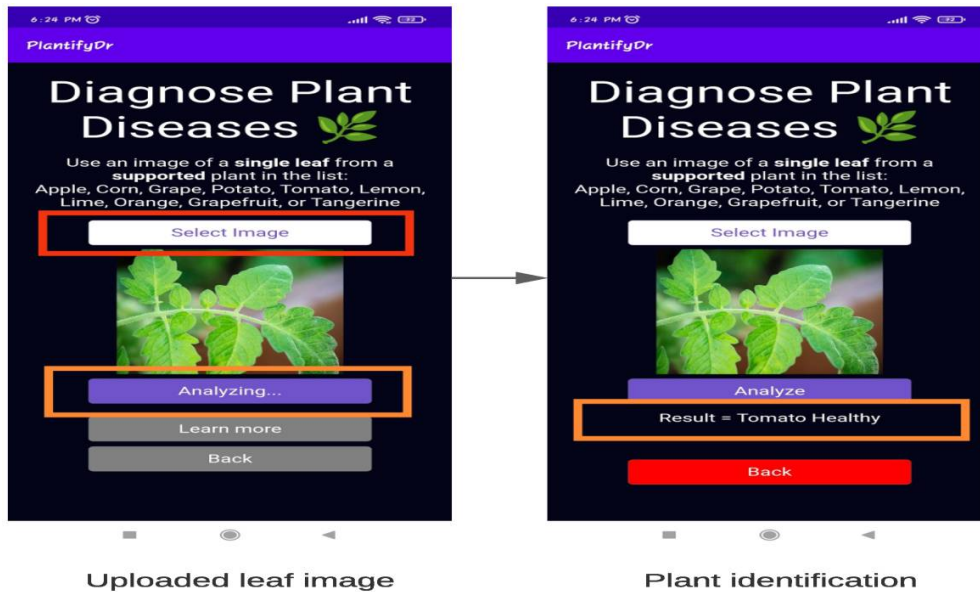 6:24 PM
92
PlantifyDr
Diagnose Plant
Diseases
Use an image of a single leaf from a
supported plant in the list:
Apple, Corn, Grape, Potato, Tomato, Lemon,
Lime, Orange, Grapefruit, or Tangerine
Select Image
Analyzing...
Learn more
Back
Uploaded leaf image
6:24 PM
92
PlantifyDr
Diagnose Plant
Diseases
Use an image of a single leaf from a
supported plant in the list:
Apple, Corn, Grape, Potato, Tomato, Lemon,
Lime, Orange, Grapefruit, or Tangerine
Select Image
Analyze
Result = Tomato Healthy
Back
Plant identification